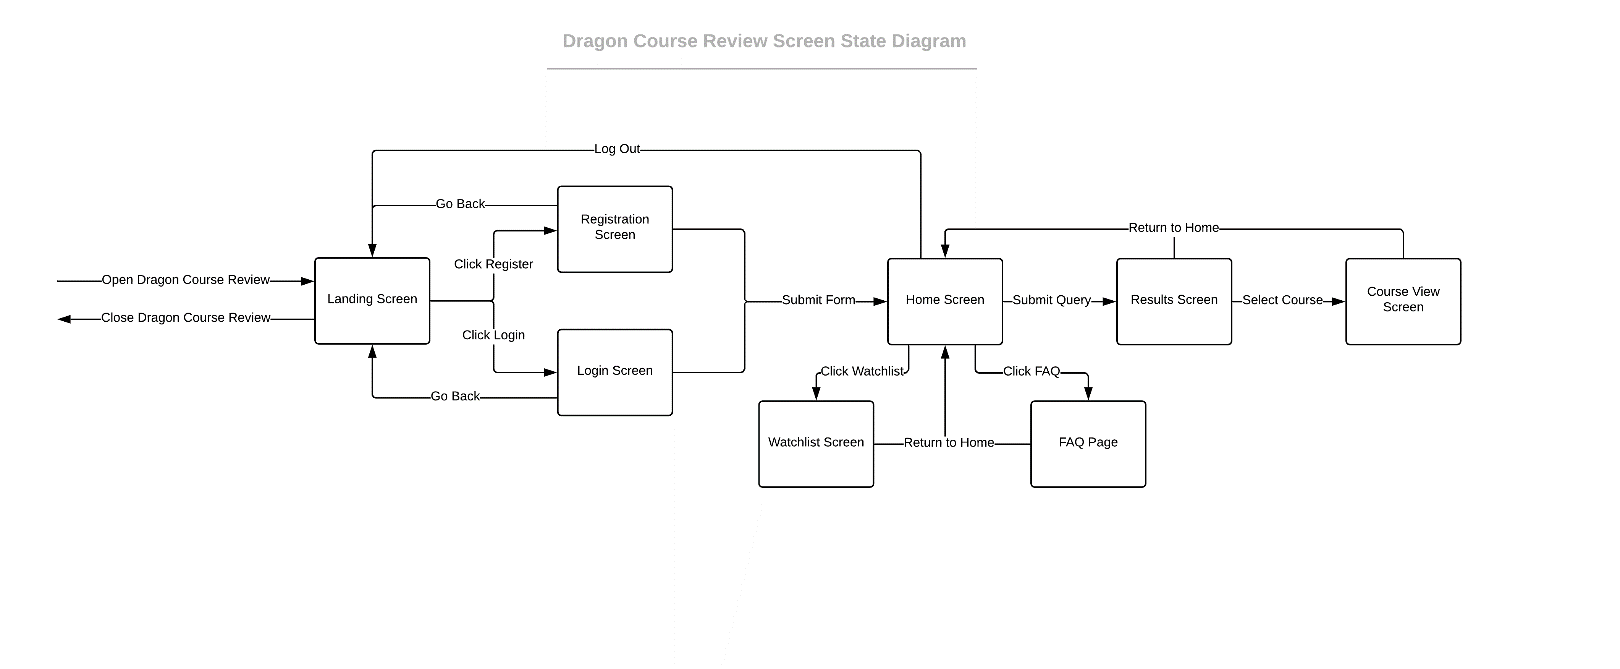 Dragon Course Review Screen State Diagram
Log Out
Go Back
Registration
Screen
Return to Home
Click Register
Open Dragon Course Review
Landing Screen
Submit Form
Home Screen
Submit Query
Results Screen
Select Course
Course View
Screen
Close Dragon Course Review
Click Login
Login Screen
Click Watchlist
Click FAQ
Go Back
Watchlist Screen
Return to Home
FAQ Page